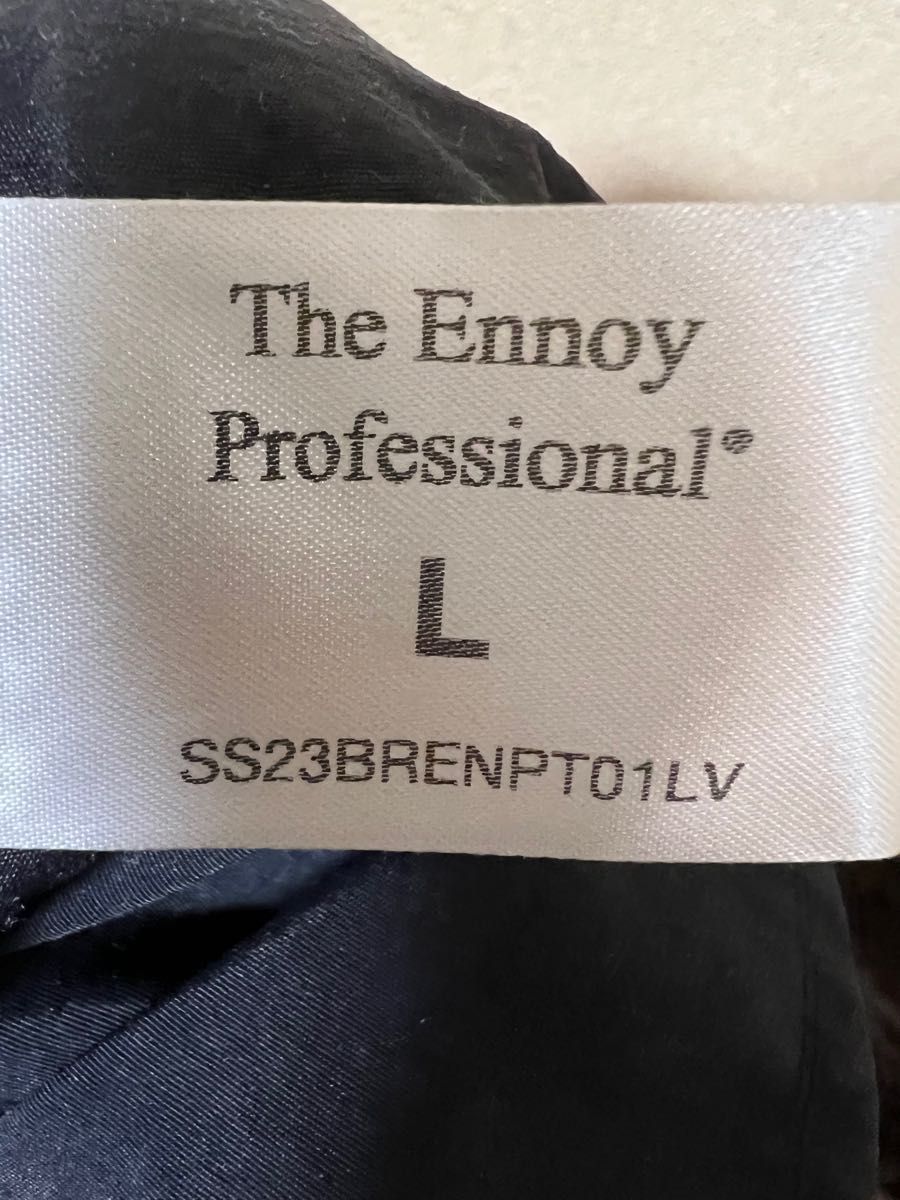 The Ennoy
Professional®
L
SS23BRENPT01LV